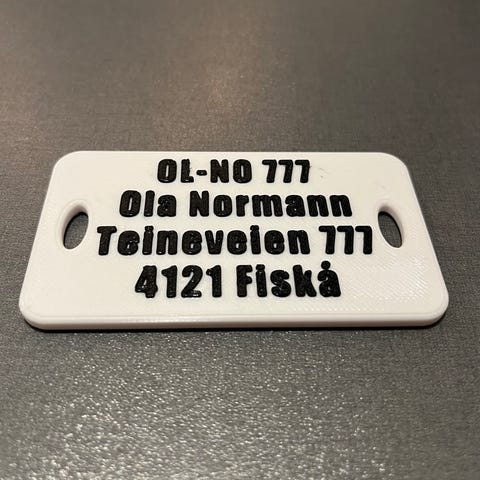 OL-NO 777
Ola Normann
Teineveien 777
4121 Fiskå